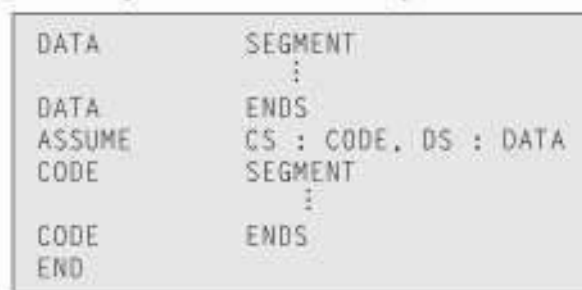 DATA SEGMENT
⋮
DATA ENDS
ASSUME CS : CODE, DS : DATA
CODE SEGMENT
⋮
CODE ENDS
END